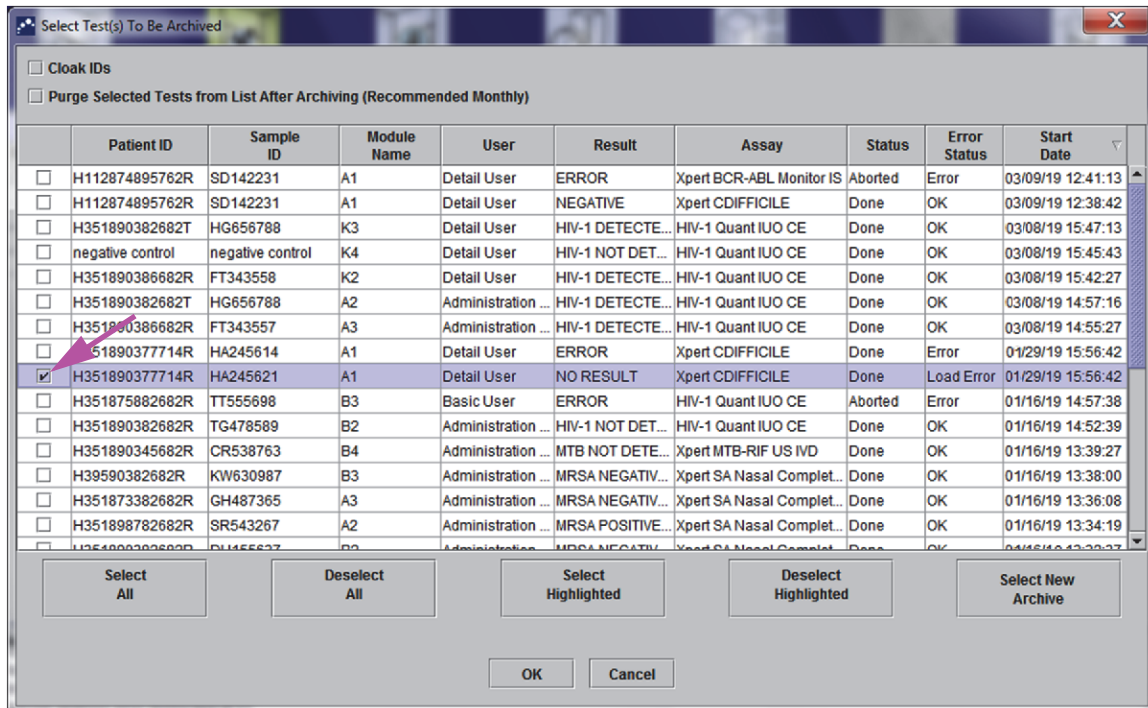 Select Test(s) To Be Archived
Cloak IDs
Purge Selected Tests from List After Archiving (Recommended Monthly)
Patient ID Sample ID Module Name User Result Assay Status Error Status Start Date
H112874895762R SD142231 A1 Detail User ERROR Xpert BCR-ABL Monitor IS Aborted Error 03/09/19 12:41:13
H112874895762R SD142231 A1 Detail User NEGATIVE Xpert CDIFFICILE Done OK 03/09/19 12:38:42
H351890382682T HG656788 K3 Detail User HIV-1 DETECTE... HIV-1 Quant IUO CE Done OK 03/08/19 15:47:13
negative control negative control K4 Detail User HIV-1 NOT DET... HIV-1 Quant IUO CE Done OK 03/08/19 15:45:43
H351890386682R FT343558 K2 Detail User HIV-1 DETECTE... HIV-1 Quant IUO CE Done OK 03/08/19 15:42:27
H351890382682T HG656788 A2 Administration ... HIV-1 DETECTE... HIV-1 Quant IUO CE Done OK 03/08/19 14:57:16
H351890386682R FT343557 A3 Administration ... HIV-1 DETECTE... HIV-1 Quant IUO CE Done OK 03/08/19 14:55:27
51890377714R HA245614 A1 Detail User ERROR Xpert CDIFFICILE Done Error 01/29/19 15:56:42
H351890377714R HA245621 A1 Detail User NO RESULT Xpert CDIFFICILE Done Load Error 01/29/19 15:56:42
H351875882682R TT555698 B3 Basic User ERROR HIV-1 Quant IUO CE Aborted Error 01/16/19 14:57:38
H351890382682R TG478589 B2 Administration ... HIV-1 NOT DET... HIV-1 Quant IUO CE Done OK 01/16/19 14:52:39
H351890345682R CR538763 B4 Administration ... MTB NOT DETE... Xpert MTB-RIF US IVD Done OK 01/16/19 13:39:27
H39590382682R KW630987 B3 Administration ... MRSA NEGATIV... Xpert SA Nasal Complet... Done OK 01/16/19 13:38:00
H351873382682R GH487365 A3 Administration ... MRSA NEGATIV... Xpert SA Nasal Complet... Done OK 01/16/19 13:36:08
H351898782682R SR543267 A2 Administration ... MRSA POSITIVE... Xpert SA Nasal Complet... Done OK 01/16/19 13:34:19
Select All Deselect All Select Highlighted Deselect Highlighted Select New Archive
OK Cancel